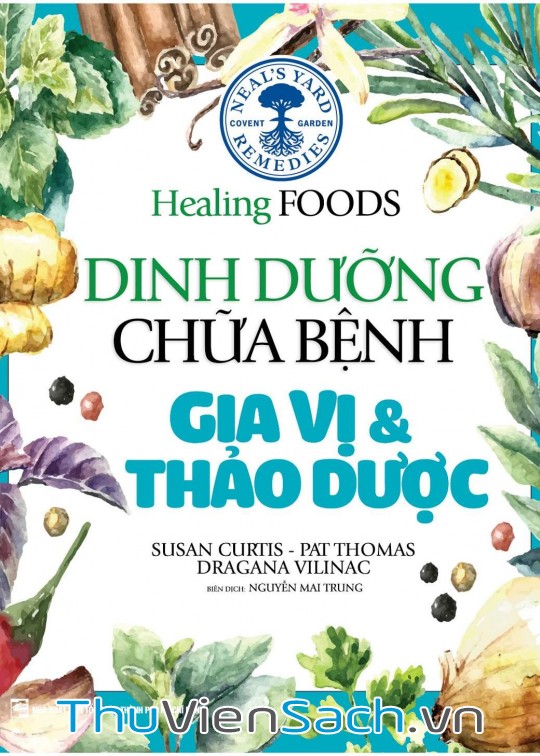 NEAL'S YARD
COVENT GARDEN
REMEDIES
Healing FOODS
DINH DƯỠNG
CHỮA BỆNH
GIA VỊ &
THẢO DƯỢC
SUSAN CURTIS - PAT THOMAS
DRAGANA VILINAC
BIÊN DỊCH: NGUYỄN MAI TRUNG
ThuVienSach.vn